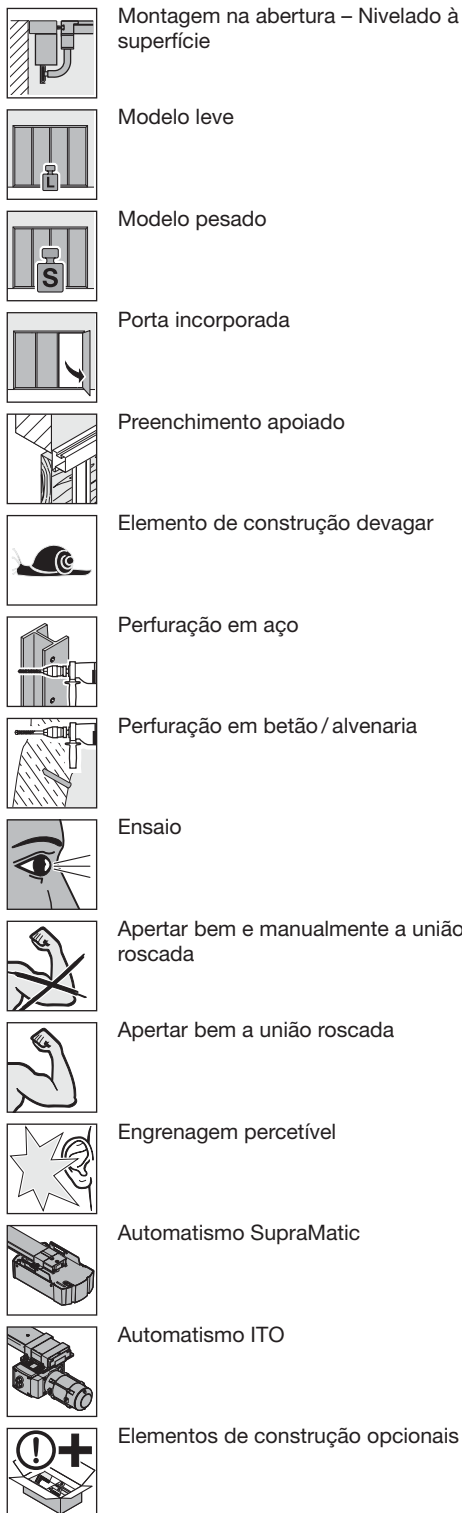 Montagem na abertura – Nivelado à
superfície
Modelo leve
L
Modelo pesado
S
Porta incorporada
Preenchimento apoiado
Elemento de construção devagar
Perfuração em aço
Perfuração em betão / alvenaria
Ensaio
Apertar bem e manualmente a união
roscada
Apertar bem a união roscada
Engrenagem percetível
Automatismo SupraMatic
Automatismo ITO
Elementos de construção opcionais